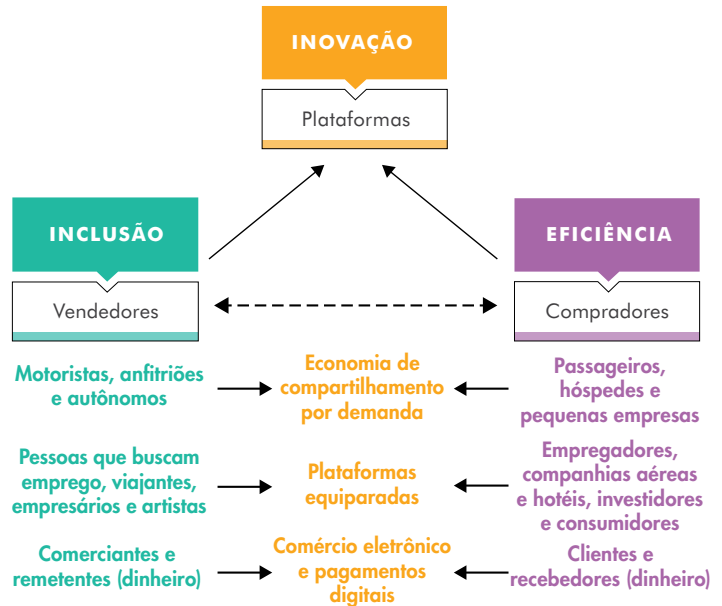 INOVAÇÃO
Plataformas
INCLUSÃO
Vendedores
EFICIÊNCIA
Compradores
Motoristas, anfitriões
e autônomos
Economia de
compartilhamento
por demanda
Passageiros,
hóspedes e
pequenas empresas
Pessoas que buscam
emprego, viajantes,
empresários e artistas
Plataformas
equiparadas
Empregadores,
companhias aéreas
e hotéis, investidores
e consumidores
Comerciantes e
remetentes (dinheiro)
Comércio eletrônico
e pagamentos
digitais
Clientes e
recebedores (dinheiro)